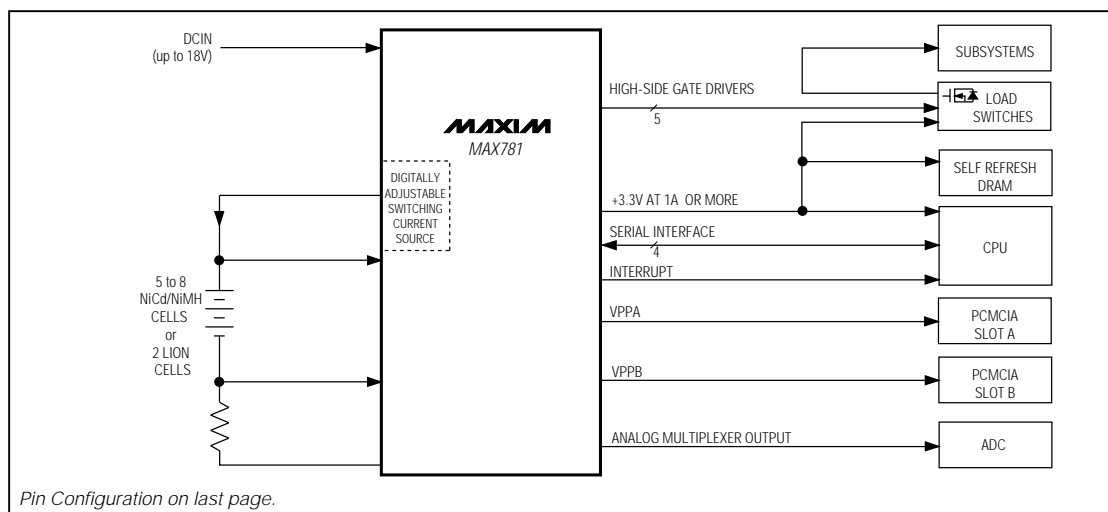 DCIN
(up to 18V)
MAXIM
MAX781
DIGITALLY
ADJUSTABLE
SWITCHING
CURRENT
SOURCE
5 to 8
NiCd/NiMH
CELLS
or
2 LION
CELLS
HIGH-SIDE GATE DRIVERS
5
+3.3V AT 1A OR MORE
SERIAL INTERFACE
4
INTERRUPT
VPPA
VPPB
ANALOG MULTIPLEXER OUTPUT
SUBSYSTEMS
LOAD
SWITCHES
SELF REFRESH
DRAM
CPU
PCMCIA
SLOT A
PCMCIA
SLOT B
ADC
Pin Configuration on last page.